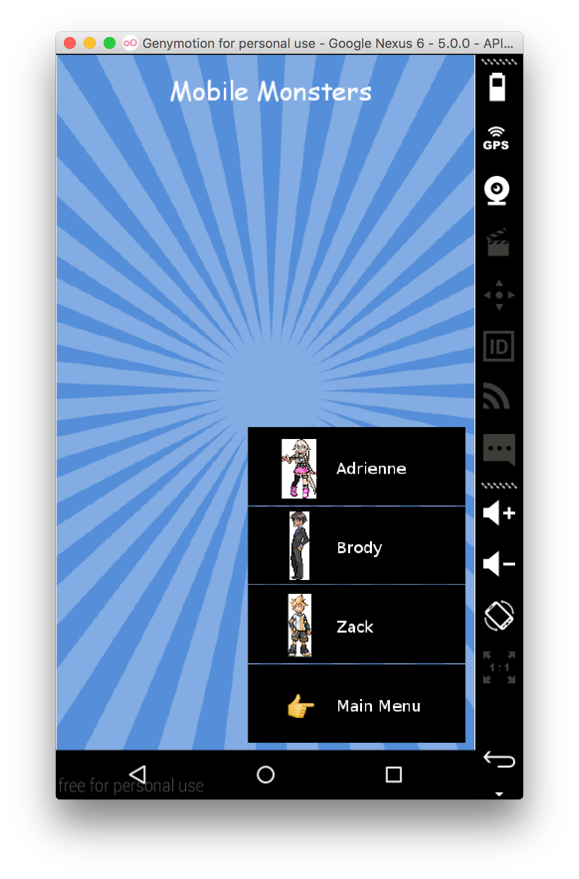 Genymotion for personal use - Google Nexus 6 - 5.0.0 - API...
Mobile Monsters
GPS
ID
Adrienne
Brody
Zack
1:1
Main Menu
free for personal use